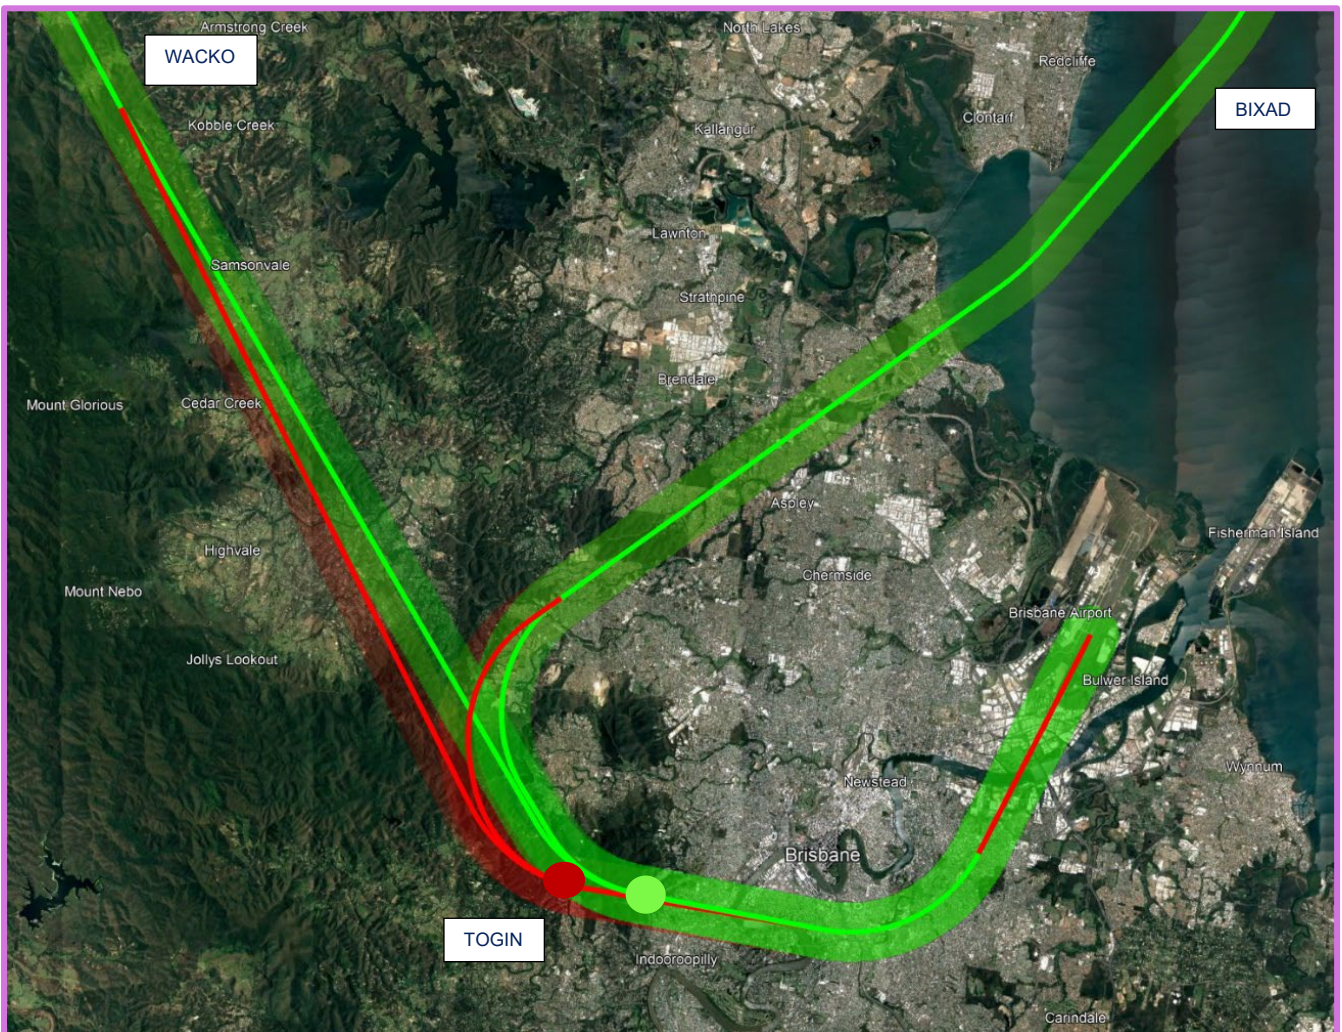 Armstrong Creek
North Lakes
WACKO
Redcliffe
BIXAD
Kobble Creek
Kallangur
Clontarf
Lawnton
Samsonvale
Strathpine
Brendale
Mount Glorious
Cedar Creek
Aspley
Fisherman Island
Highvale
Chermside
Mount Nebo
Brisbane Airport
Jollys Lookout
Bulwer Island
Newstead
Wynnum
Brisbane
TOGIN
Indooroopilly
Carindale